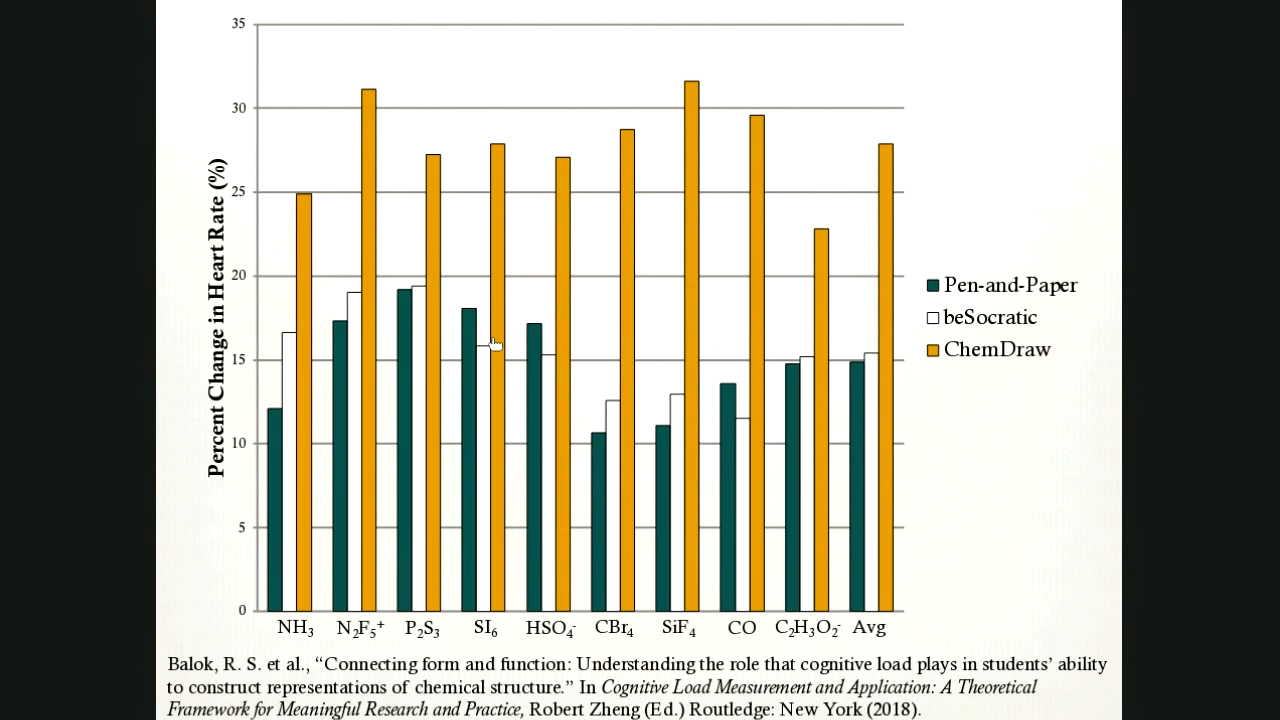 35
30
25
20
15
10
5
0
Percent Change in Heart Rate (%)
NH₃ N₂F₅⁺ P₂S₃ SI₆ HSO₄⁻ CBr₄ SiF₄ CO C₂H₃O₂⁻ Avg
Pen-and-Paper
beSocratic
ChemDraw
Balok, R. S. et al., “Connecting form and function: Understanding the role that cognitive load plays in students’ ability
to construct representations of chemical structure.” In Cognitive Load Measurement and Application: A Theoretical
Framework for Meaningful Research and Practice, Robert Zheng (Ed.) Routledge: New York (2018).